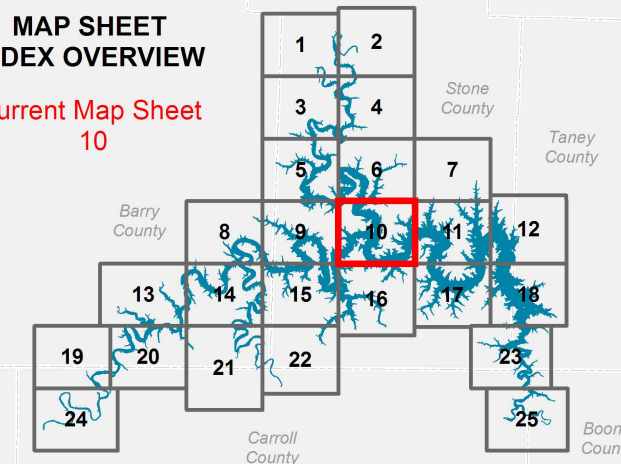 MAP SHEET
DEX OVERVIEW
urrent Map Sheet
10
1
2
3
4
Stone
County
Taney
County
5
6
7
Barry
County
8
9
10
11
12
13
14
15
16
17
18
19
20
21
22
23
24
25
Carroll
County
Boon
Coun